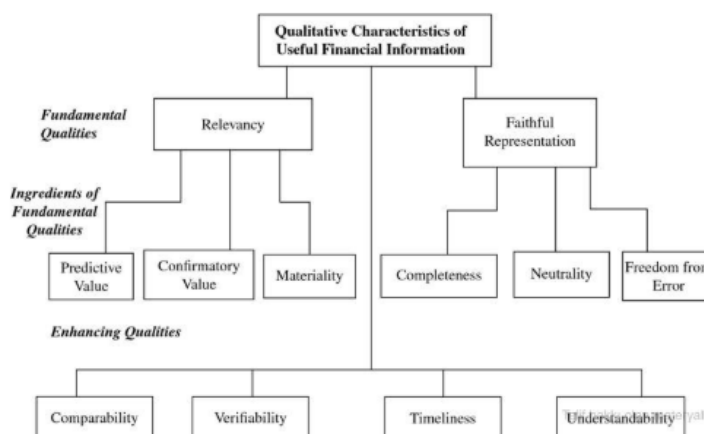 Qualitative Characteristics of
Useful Financial Information
Fundamental
Qualities
Relevancy
Faithful
Representation
Ingredients of
Fundamental
Qualities
Predictive
Value
Confirmatory
Value
Materiality
Completeness
Neutrality
Freedom from
Error
Enhancing Qualities
Comparability
Verifiability
Timeliness
Understandability